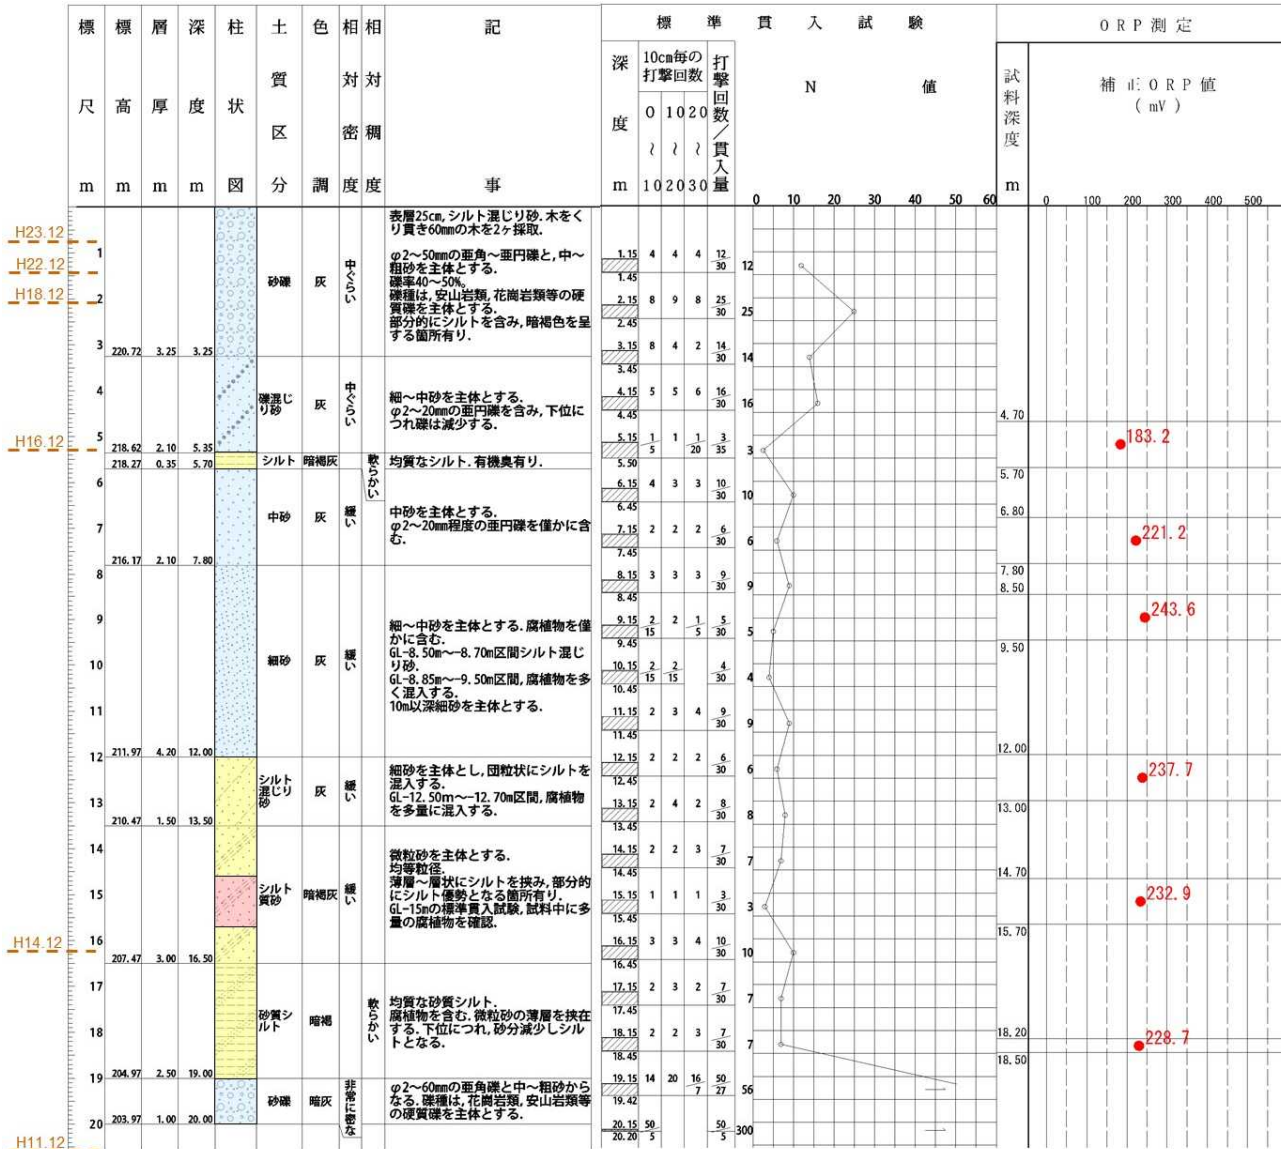 標尺 m
標高 m
層厚 m
深度 m
柱状図
土質区分
色調
相対密度
相対稠度
記事
標準貫入試験
深度 m
10cm毎の打撃回数
0～10
10～20
20～30
打撃回数／貫入量
N値
0 10 20 30 40 50 60
ORP測定
試料深度 m
補正ORP値
(mV)
0 100 200 300 400 500
H23.12
H22.12
H18.12
H16.12
H14.12
H11.12
1
2
3
4
5
6
7
8
9
10
11
12
13
14
15
16
17
18
19
20
220.72 3.25 3.25
砂礫
灰
中ぐらい
表層25cm,シルト混じり砂.木をく
り貫き60mmの木を2ヶ採取.
φ2～50mmの亜角～亜円礫と,中～
粗砂を主体とする.
礫率40～50%.
礫種は,安山岩類,花崗岩類等の硬
質礫を主体とする.
部分的にシルトを含み,暗褐色を呈
する箇所有り.
218.62 2.10 5.35
礫混じ
り砂
灰
中ぐらい
細～中砂を主体とする.
φ2～20mmの亜円礫を含み,下位に
つれ礫は減少する.
218.27 0.35 5.70
シルト
暗褐灰
軟らかい
均質なシルト.有機臭有り.
216.17 2.10 7.80
中砂
灰
緩い
中砂を主体とする.
φ2～20mm程度の亜円礫を僅かに含
む.
211.97 4.20 12.00
細砂
灰
緩い
細～中砂を主体とする.腐植物を僅
かに含む.
GL-8.50m～-8.70m区間シルト混じ
り砂.
GL-8.85m～-9.50m区間,腐植物を多
く混入する.
10m以深細砂を主体とする.
210.47 1.50 13.50
シルト
混じり
砂
灰
緩い
細砂を主体とし,団粒状にシルトを
混入する.
GL-12.50m～-12.70m区間,腐植物
を多量に混入する.
207.47 3.00 16.50
シルト
質砂
暗褐灰
緩い
微粒砂を主体とする.
均等粒径.
薄層～層状にシルトを挟み,部分的
にシルト優勢となる箇所有り.
GL-15mの標準貫入試験,試料中に多
量の腐植物を確認.
204.97 2.50 19.00
砂質シ
ルト
暗褐
軟らかい
均質な砂質シルト.
腐植物を含む.微粒砂の薄層を挟在
する.下位につれ,砂分減少しシル
トとなる.
203.97 1.00 20.00
砂礫
暗灰
非常に密な
φ2～60mmの亜角礫と中～粗砂から
なる.礫種は,花崗岩類,安山岩類等
の硬質礫を主体とする.
1.15 4 4 4 12/30 12
1.45
2.15 8 9 8 25/30 25
2.45
3.15 8 4 2 14/30 14
3.45
4.15 5 5 6 16/30 16
4.45
5.15 1/5 1 1/20 3/35 3
5.50
6.15 4 3 3 10/30 10
6.45
7.15 2 2 2 6/30 6
7.45
8.15 3 3 3 9/30 9
8.45
9.15 2/15 2 1/5 5/30 5
9.45
10.15 2/15 2/15 4/30 4
10.45
11.15 2 3 4 9/30 9
11.45
12.15 2 2 2 6/30 6
12.45
13.15 2 4 2 8/30 8
13.45
14.15 2 2 3 7/30 7
14.45
15.15 1 1 1 3/30 3
15.45
16.15 3 3 4 10/30 10
16.45
17.15 2 3 2 7/30 7
17.45
18.15 2 2 3 7/30 7
18.45
19.15 14 20 16/7 50/27 56
19.42
20.15 50/5 50/5 300
20.20
4.70
183.2
5.70
6.80
221.2
7.80
8.50
243.6
9.50
12.00
237.7
13.00
14.70
232.9
15.70
18.20
228.7
18.50